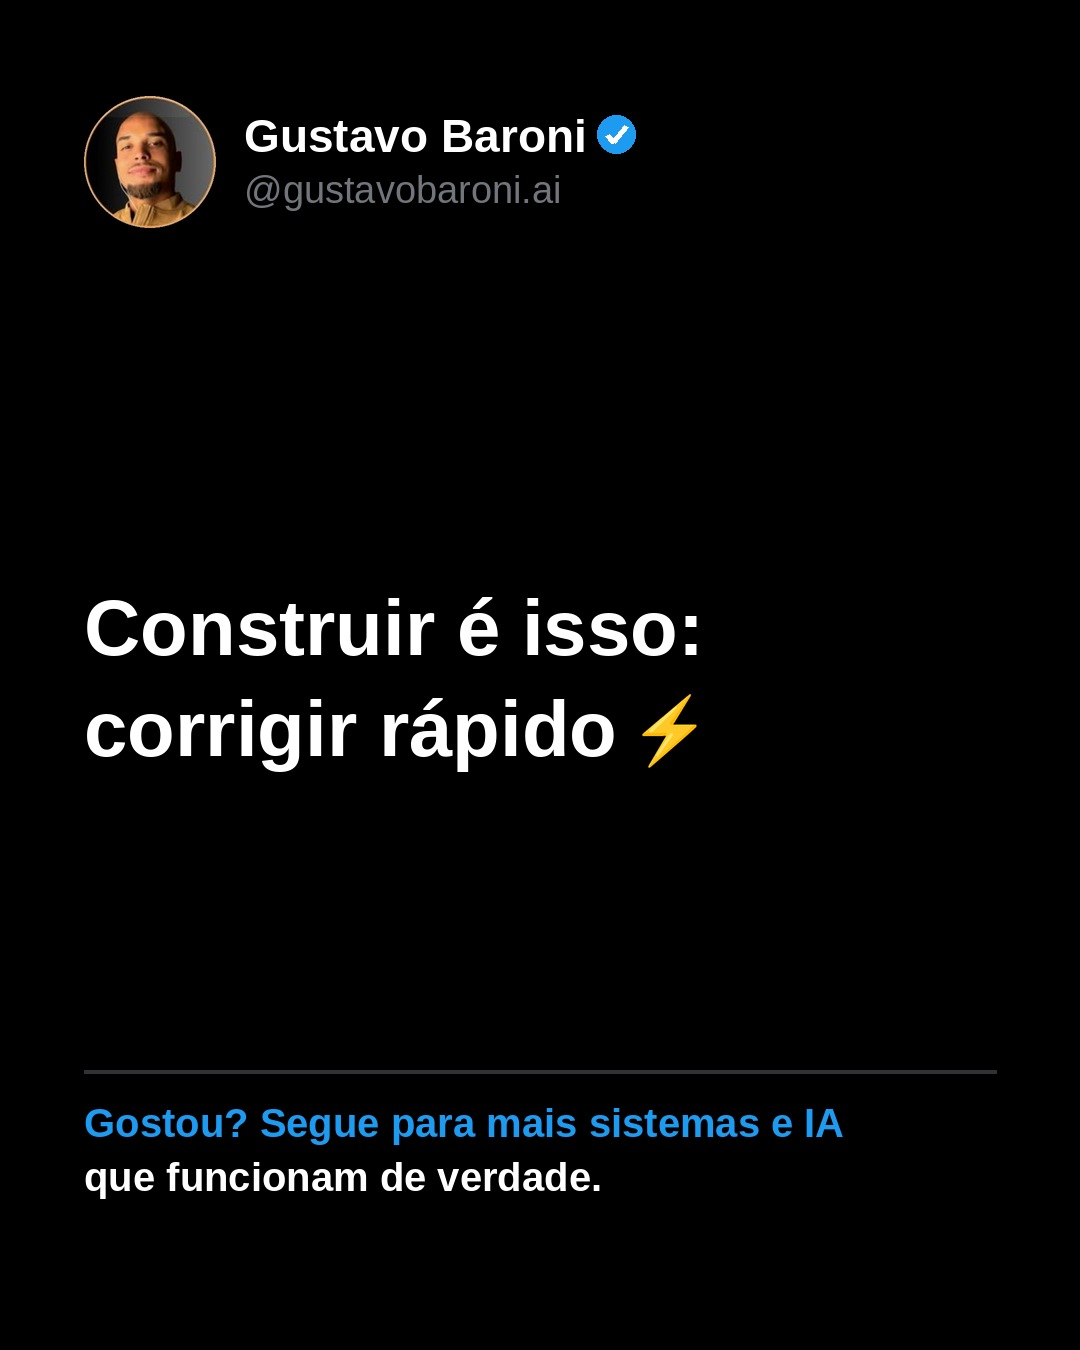 Gustavo Baroni
@gustavobaroni.ai
Construir é isso:
corrigir rápido ⚡
Gostou? Segue para mais sistemas e IA
que funcionam de verdade.